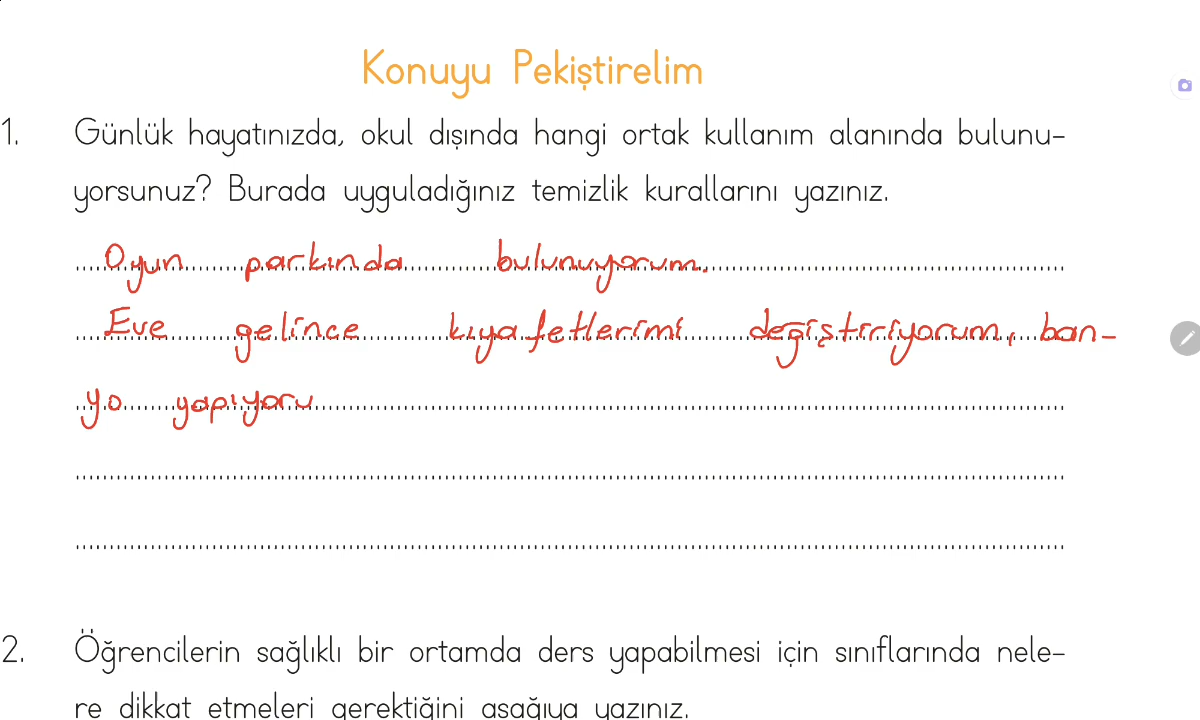 Konuyu Pekiştirelim
1. Günlük hayatınızda, okul dışında hangi ortak kullanım alanında bulunu-
yorsunuz? Burada uyguladığınız temizlik kurallarını yazınız.
Oyun parkında bulunuyorum.
Eve gelince kıyafetlerimi değiştiriyorum, ban-
yo yapıyoru
2. Öğrencilerin sağlıklı bir ortamda ders yapabilmesi için sınıflarında nele-
re dikkat etmeleri gerektiğini aşağıya yazınız.